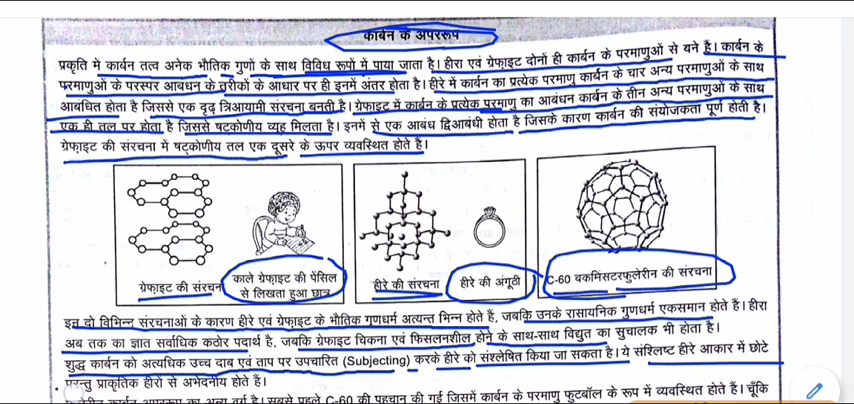 कार्बन के अपररूप
प्रकृति में कार्बन तत्व अनेक भौतिक गुणों के साथ विविध रूपों में पाया जाता है। हीरा एवं ग्रेफ़ाइट दोनों ही कार्बन के परमाणुओं से बने हैं। कार्बन के
परमाणुओं के परस्पर आबंधन के तरीकों के आधार पर ही इनमें अंतर होता है। हीरे में कार्बन का प्रत्येक परमाणु कार्बन के चार अन्य परमाणुओं के साथ
आबंधित होता है जिससे एक दृढ़ त्रिआयामी संरचना बनती है। ग्रेफ़ाइट में कार्बन के प्रत्येक परमाणु का आबंधन कार्बन के तीन अन्य परमाणुओं के साथ
एक ही तल पर होता है जिससे षटकोणीय व्यूह मिलता है। इनमें से एक आबंध द्विआबंधी होता है जिसके कारण कार्बन की संयोजकता पूर्ण होती है।
ग्रेफ़ाइट की संरचना में षट्कोणीय तल एक दूसरे के ऊपर व्यवस्थित होते हैं।
ग्रेफ़ाइट की संरचना
काले ग्रेफ़ाइट की पेंसिल
से लिखता हुआ छात्र
हीरे की संरचना
हीरे की अंगूठी
C-60 बकमिंसटरफुलेरीन की संरचना
इन दो विभिन्न संरचनाओं के कारण हीरे एवं ग्रेफ़ाइट के भौतिक गुणधर्म अत्यन्त भिन्न होते हैं, जबकि उनके रासायनिक गुणधर्म एकसमान होते हैं। हीरा
अब तक का ज्ञात सर्वाधिक कठोर पदार्थ है, जबकि ग्रेफाइट चिकना एवं फिसलनशील होने के साथ-साथ विद्युत का सुचालक भी होता है।
शुद्ध कार्बन को अत्यधिक उच्च दाब एवं ताप पर उपचारित (Subjecting) करके हीरे को संश्लेषित किया जा सकता है। ये संश्लिष्ट हीरे आकार में छोटे
परन्तु प्राकृतिक हीरों से अभेदनीय होते हैं।
कार्बन अपररूप का अन्य वर्ग है। सबसे पहले C-60 की पहचान की गई जिसमें कार्बन के परमाणु फुटबॉल के रूप में व्यवस्थित होते हैं। चूँकि